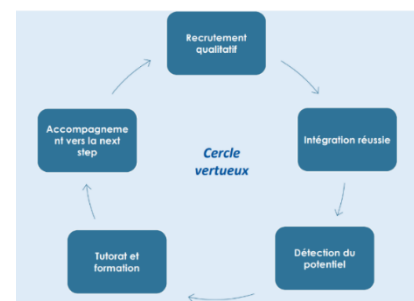 Recrutement
qualitatif
Intégration réussie
Détection du
potentiel
Tutorat et
formation
Accompagneme
nt vers la next
step
Cercle
vertueux